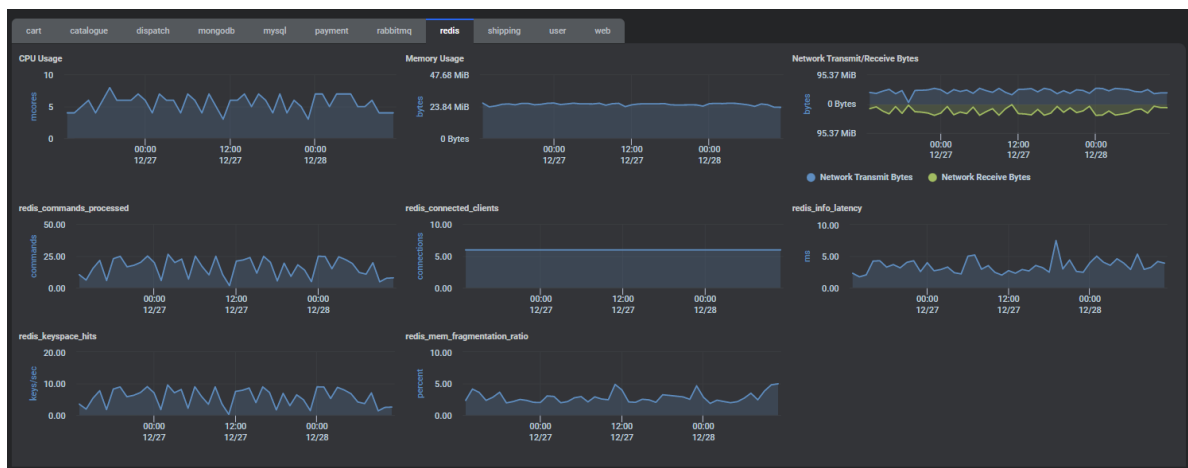 cart catalogue dispatch mongodb mysql payment rabbitmq redis shipping user web
CPU Usage
10
5
0
mcores
00:00 12:00 00:00
12/27 12/27 12/28
Memory Usage
47.68 MiB
23.84 MiB
0 Bytes
bytes
00:00 12:00 00:00
12/27 12/27 12/28
Network Transmit/Receive Bytes
95.37 MiB
0 Bytes
95.37 MiB
bytes
00:00 12:00 00:00
12/27 12/27 12/28
Network Transmit Bytes Network Receive Bytes
redis_commands_processed
50.00
25.00
0.00
commands
00:00 12:00 00:00
12/27 12/27 12/28
redis_connected_clients
10.00
5.00
0.00
connections
00:00 12:00 00:00
12/27 12/27 12/28
redis_info_latency
10.00
5.00
0.00
ms
00:00 12:00 00:00
12/27 12/27 12/28
redis_keyspace_hits
20.00
10.00
0.00
keys/sec
00:00 12:00 00:00
12/27 12/27 12/28
redis_mem_fragmentation_ratio
10.00
5.00
0.00
percent
00:00 12:00 00:00
12/27 12/27 12/28